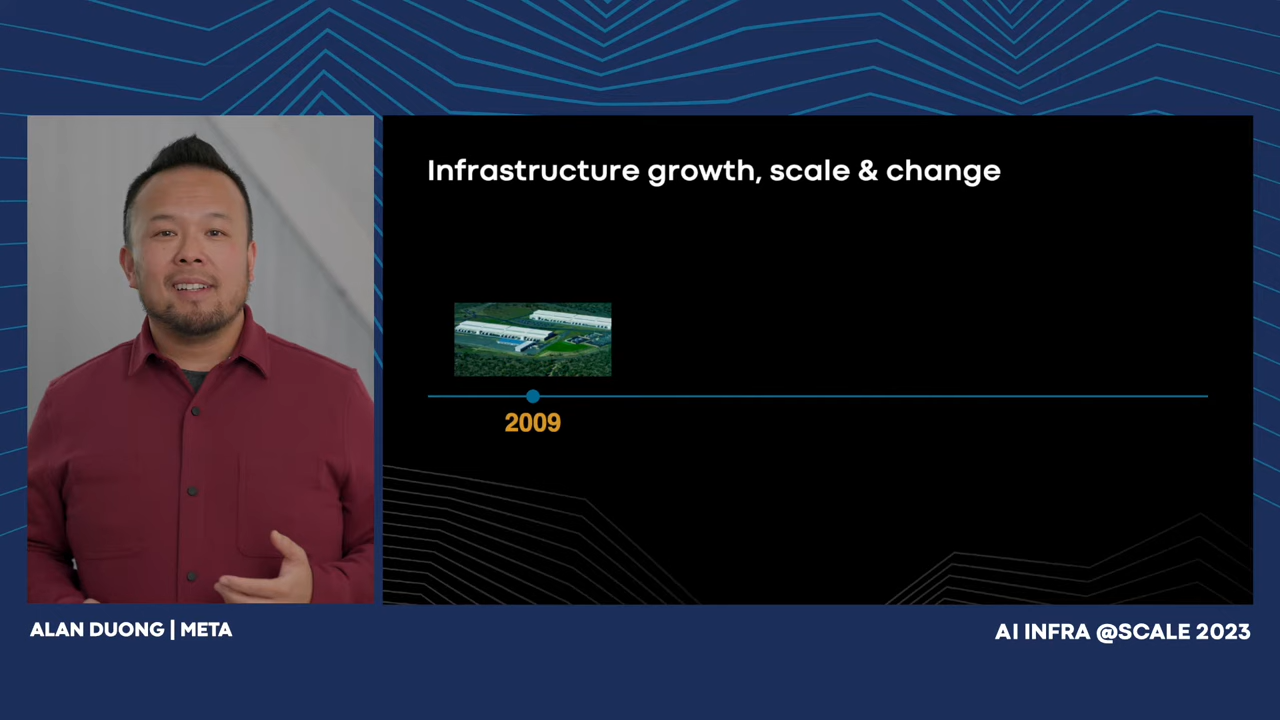 Infrastructure growth, scale & change
2009
ALAN DUONG | META
AI INFRA @SCALE 2023